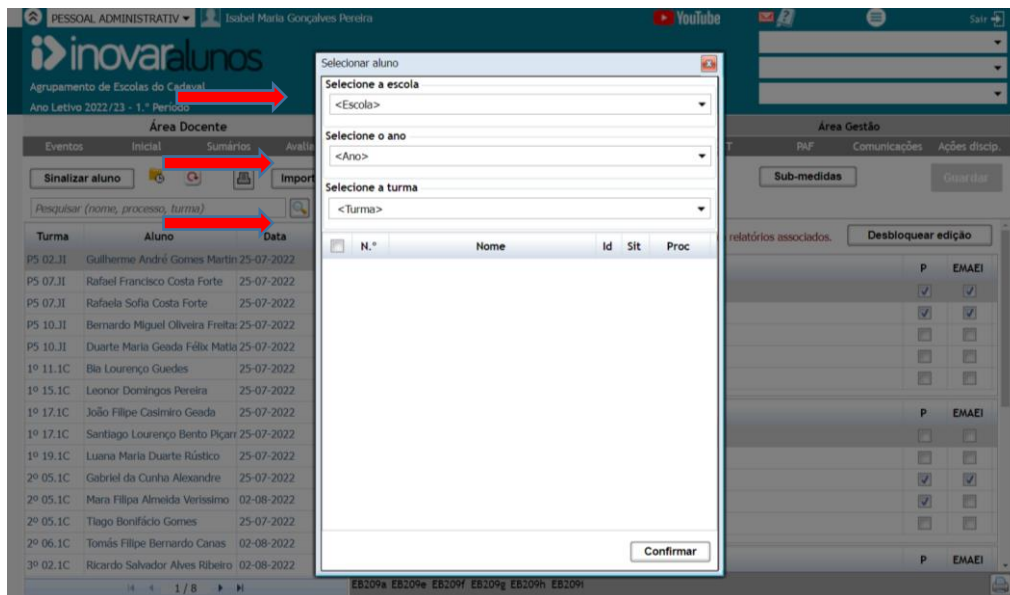 PESSOAL ADMINISTRATIV
Isabel Maria Gonçalves Pereira
YouTube
Sair
inovaralunos
Agrupamento de Escolas do Cadaval
Ano Letivo 2022/23 - 1.º Período
Selecionar aluno
Selecione a escola
<Escola>
Selecione o ano
<Ano>
Selecione a turma
<Turma>
N.º Nome Id Sit Proc
Confirmar
Área Docente
Área Gestão
Eventos Inicial Sumários
PAF Comunicações Ações discip.
Sinalizar aluno
Import
Sub-medidas
Guardar
Pesquisar (nome, processo, turma)
relatórios associados.
Desbloquear edição
Turma Aluno Data
P5 02.JI Guilherme André Gomes Martin 25-07-2022
P5 07.JI Rafael Francisco Costa Forte 25-07-2022
P5 07.JI Rafaela Sofia Costa Forte 25-07-2022
P5 10.JI Bernardo Miguel Oliveira Freitas 25-07-2022
P5 10.JI Duarte Maria Geada Félix Matia 25-07-2022
1º 11.1C Bia Lourenço Guedes 25-07-2022
1º 15.1C Leonor Domingos Pereira 25-07-2022
1º 17.1C João Filipe Casimiro Geada 25-07-2022
1º 17.1C Santiago Lourenço Bento Piçarr 25-07-2022
1º 19.1C Luana Maria Duarte Rústico 25-07-2022
2º 05.1C Gabriel da Cunha Alexandre 25-07-2022
2º 05.1C Mara Filipa Almeida Verissimo 02-08-2022
2º 05.1C Tiago Bonifácio Gomes 25-07-2022
2º 06.1C Tomás Filipe Bernardo Canas 02-08-2022
3º 02.1C Ricardo Salvador Alves Ribeiro 02-08-2022
1 / 8
P EMAEI
P EMAEI
P EMAEI
EB209a EB209e EB209f EB209g EB209h EB209i